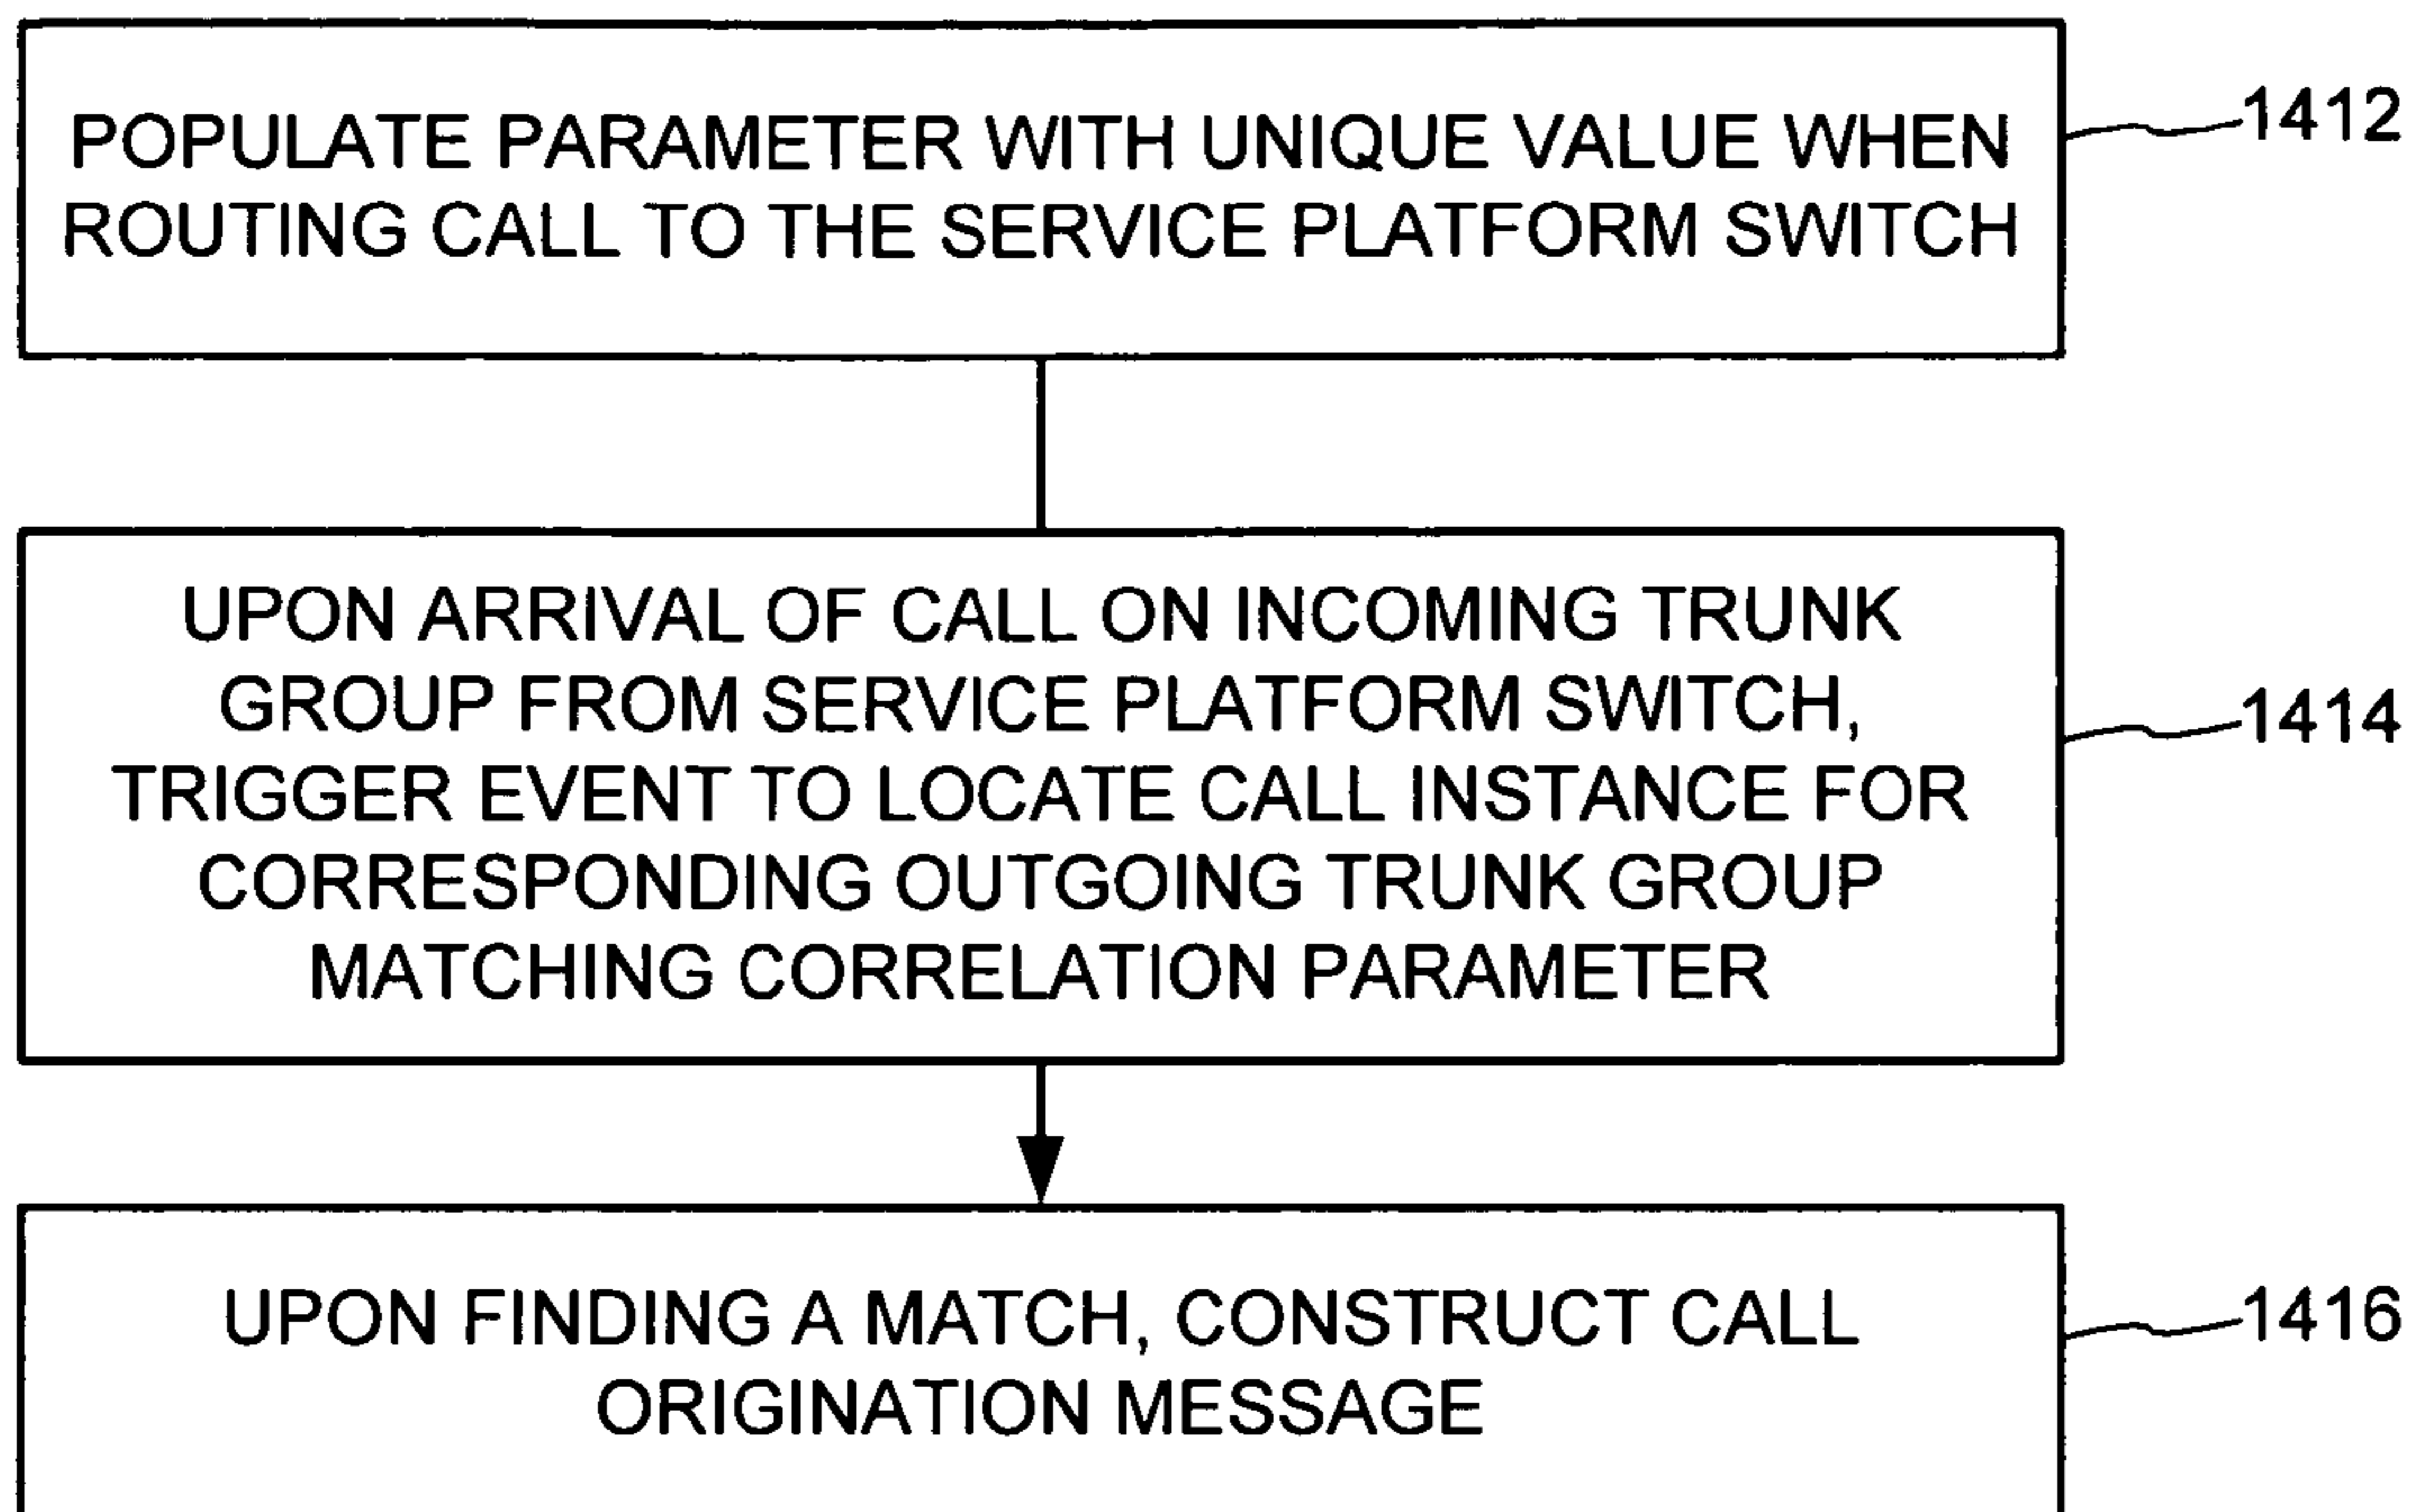 POPULATE PARAMETER WITH UNIQUE VALUE WHEN
ROUTING CALL TO THE SERVICE PLATFORM SWITCH
1412
UPON ARRIVAL OF CALL ON INCOMING TRUNK
GROUP FROM SERVICE PLATFORM SWITCH,
TRIGGER EVENT TO LOCATE CALL INSTANCE FOR
CORRESPONDING OUTGOING TRUNK GROUP
MATCHING CORRELATION PARAMETER
1414
UPON FINDING A MATCH, CONSTRUCT CALL
ORIGINATION MESSAGE
1416